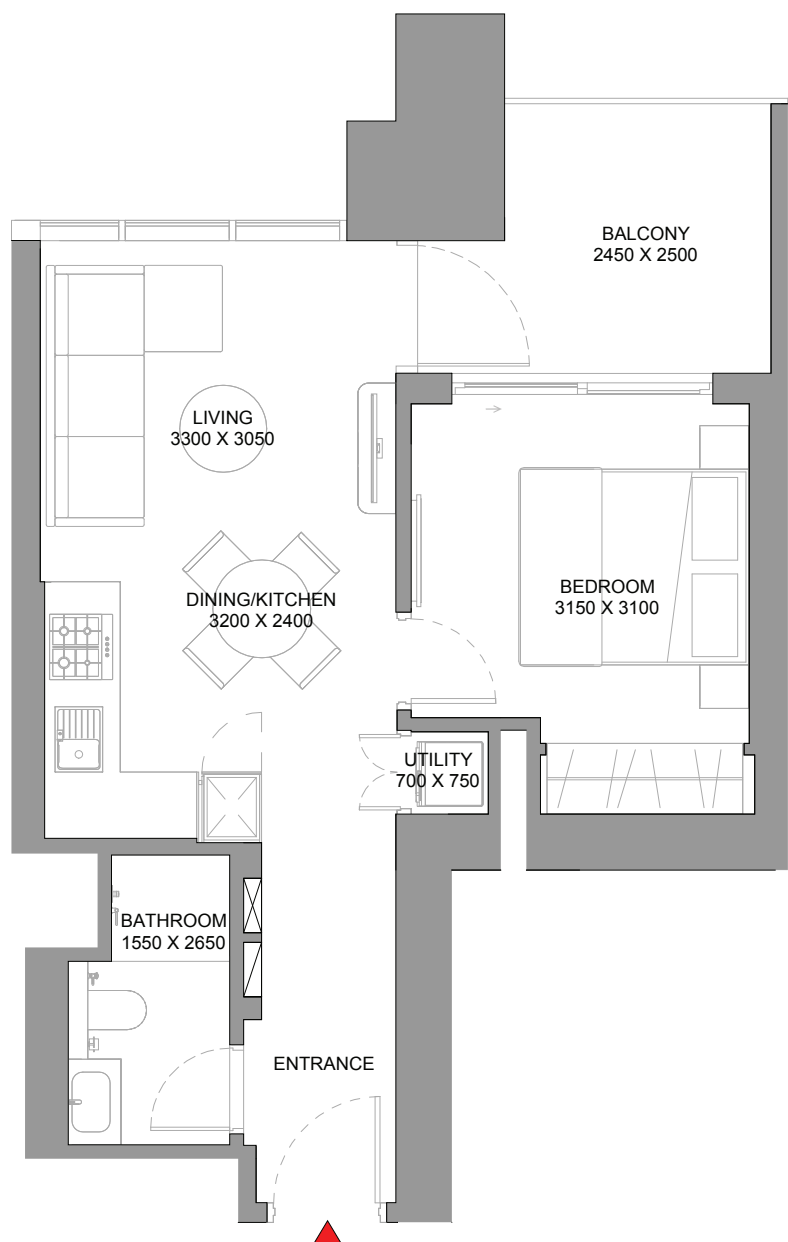 BALCONY
2450 X 2500
LIVING
3300 X 3050
DINING/KITCHEN
3200 X 2400
BEDROOM
3150 X 3100
UTILITY
700 X 750
BATHROOM
1550 X 2650
ENTRANCE